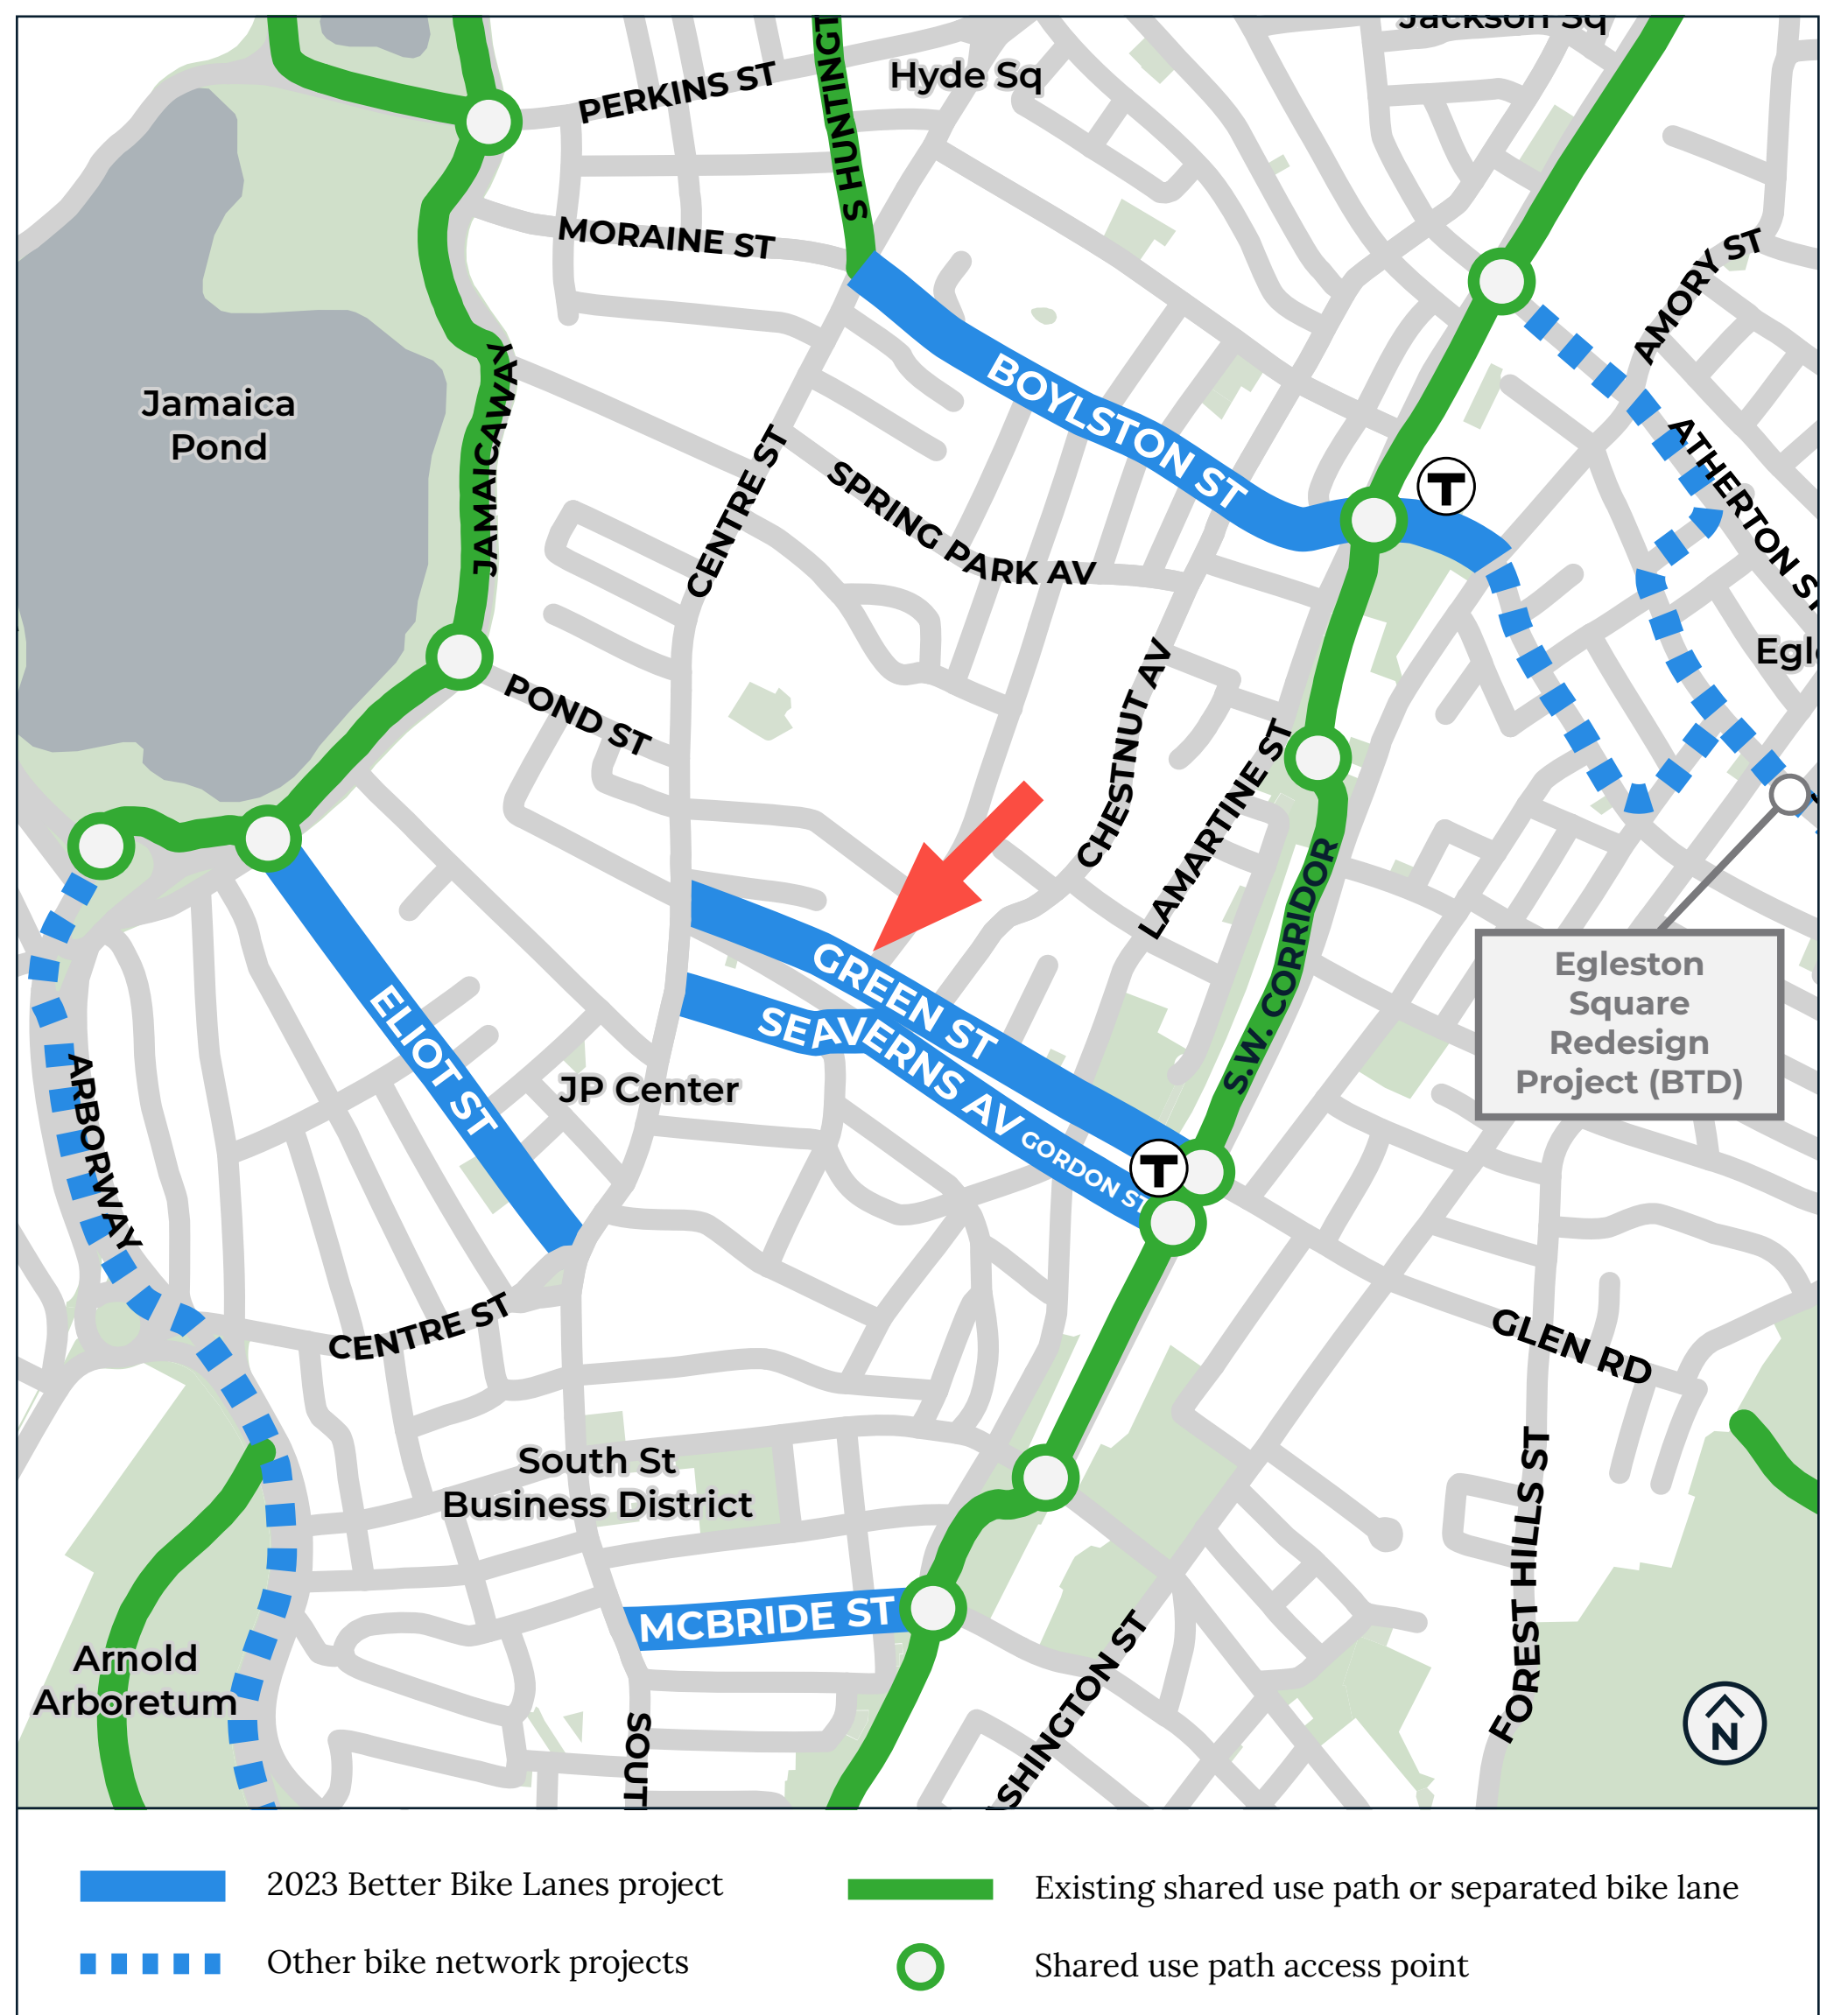 Jackson Sq
Hyde Sq
PERKINS ST
S HUNTINGT
MORAINE ST
AMORY ST
JAMAICAWAY
Jamaica
Pond
BOYLSTON ST
CENTRE ST
SPRING PARK AV
T
ATHERTON ST
Egl
POND ST
CHESTNUT AV
LAMARTINE ST
S.W. CORRIDOR
GREEN ST
SEAVERNS AV
GORDON ST
T
Egleston
Square
Redesign
Project (BTD)
ELIOT ST
JP Center
ARBORWAY
CENTRE ST
GLEN RD
South St
Business District
FOREST HILLS ST
MCBRIDE ST
Arnold
Arboretum
SOUT
SHINGTON ST
N
2023 Better Bike Lanes project
Existing shared use path or separated bike lane
Other bike network projects
Shared use path access point